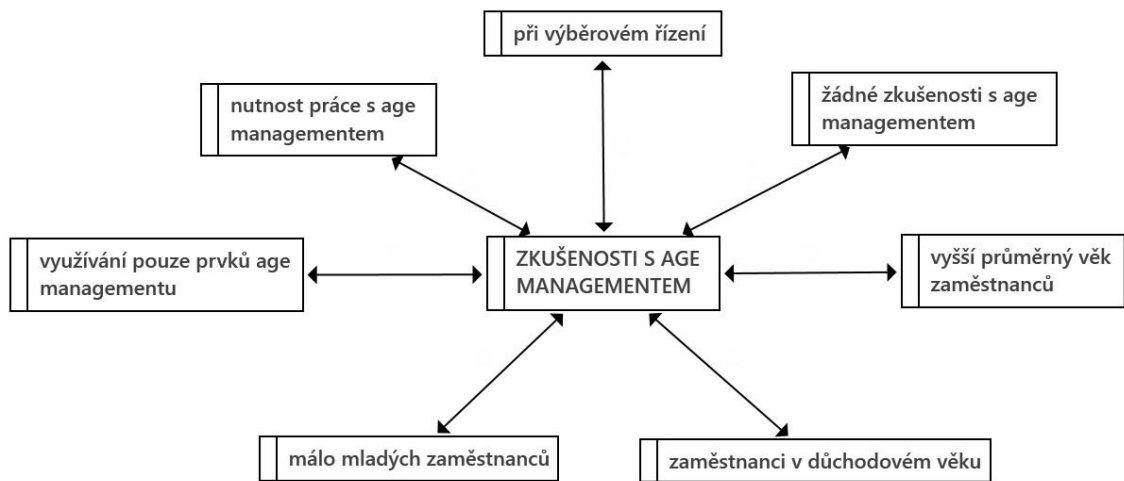 při výběrovém řízení
nutnost práce s age
managementem
žádné zkušenosti s age
managementem
využívání pouze prvků age
managementu
ZKUŠENOSTI S AGE
MANAGEMENTEM
vyšší průměrný věk
zaměstnanců
málo mladých zaměstnanců
zaměstnanci v důchodovém věku